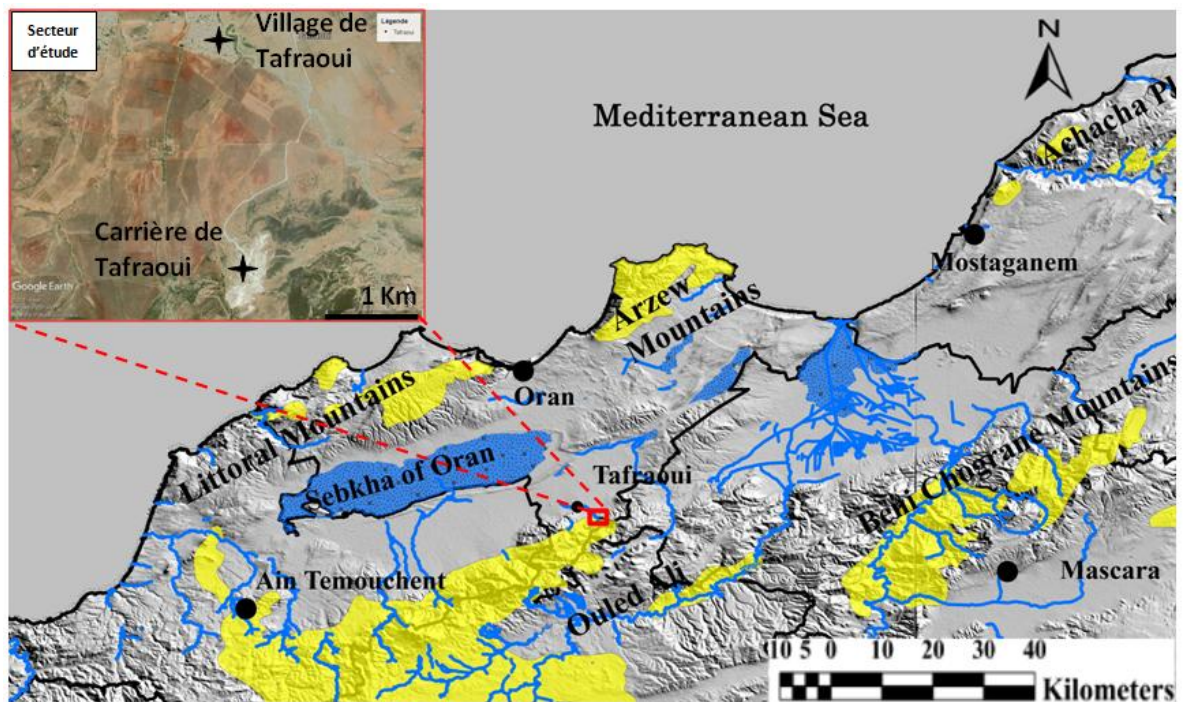 Secteur
d'étude
Village de
Tafraoui
Légende
Tafraoui
Carrière de
Tafraoui
Google Earth
1 Km
N
Mediterranean Sea
Achacha Pl
Mostaganem
Arzew
Mountains
Oran
Littoral Mountains
Sebkha of Oran
Tafraoui
Beni Chograne Mountains
Ain Temouchent
Ouled Ali
Mascara
10 5 0 10 20 30 40
Kilometers